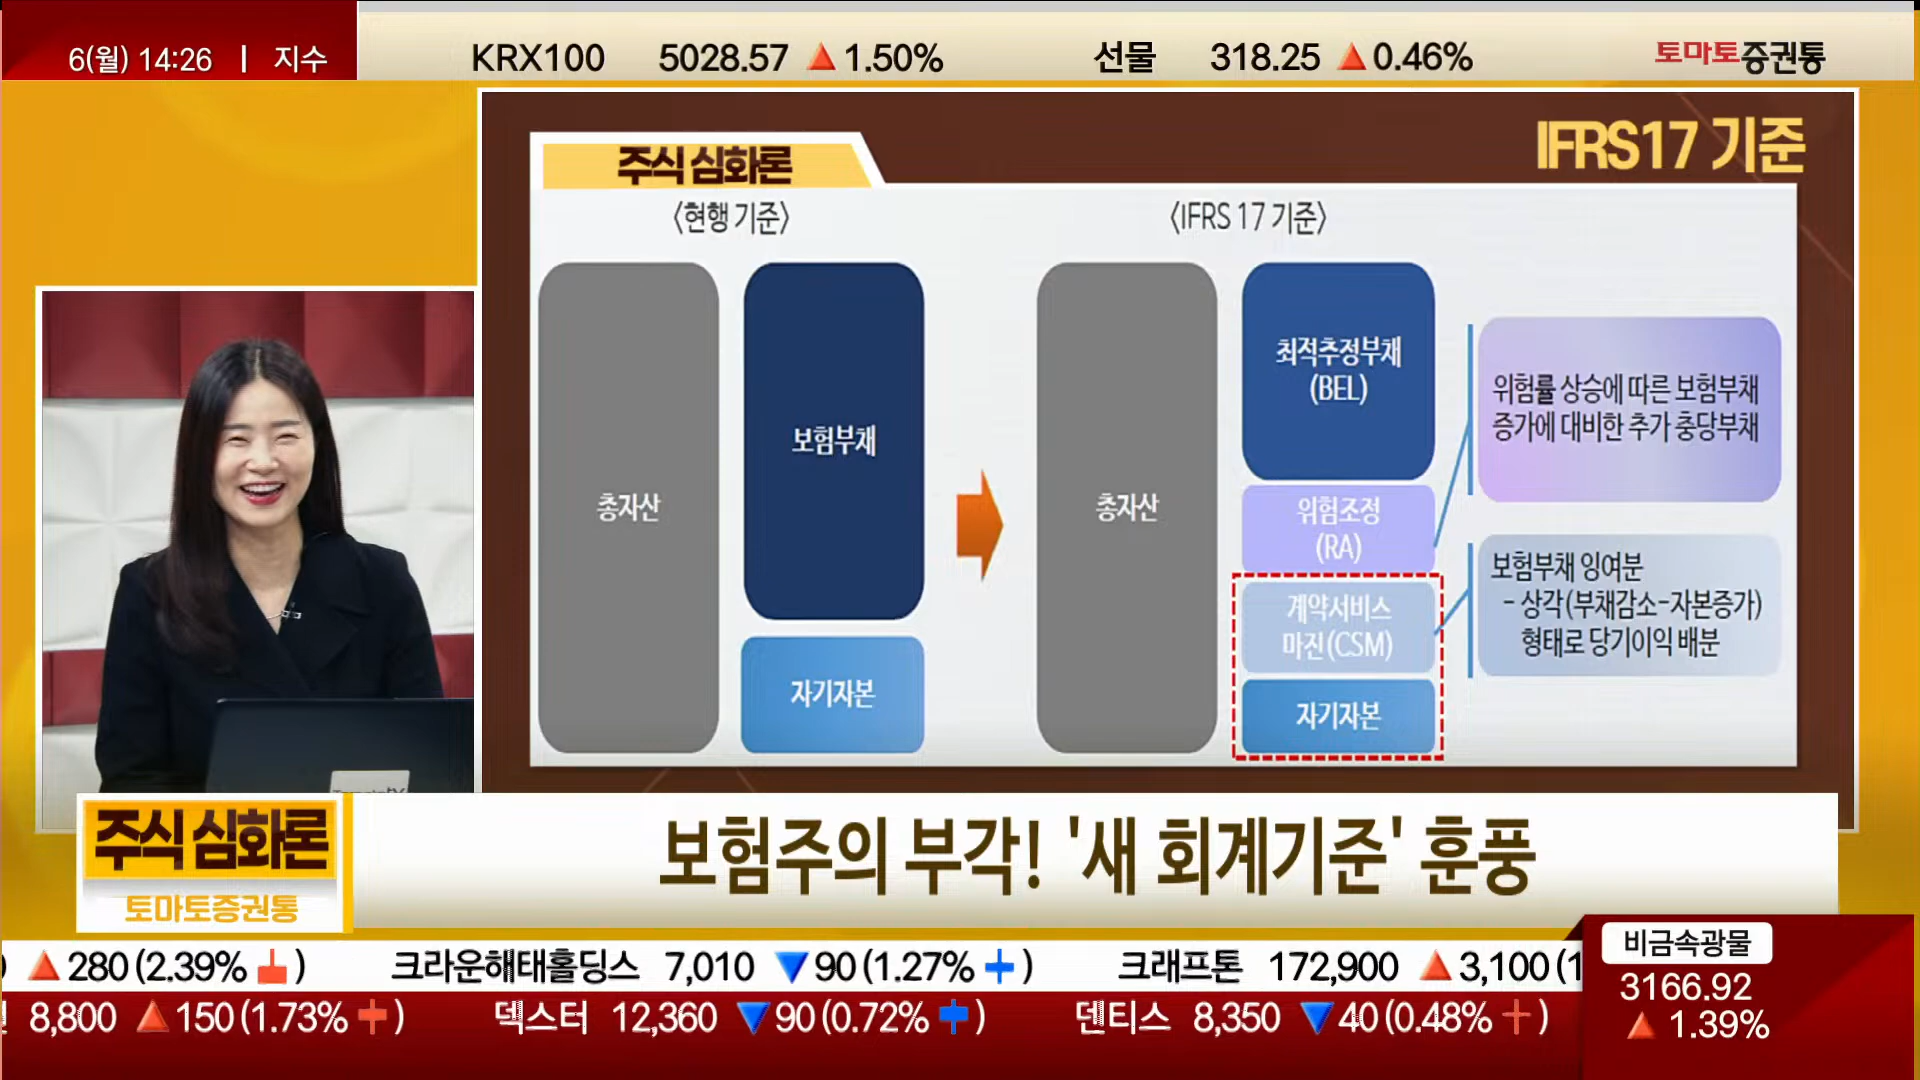 6(월) 14:26 | 지수
KRX100 5028.57 ▲1.50% 선물 318.25 ▲0.46%
토마토증권통
IFRS17 기준
주식 심화론
〈현행 기준〉
〈IFRS 17 기준〉
총자산
보험부채
자기자본
총자산
최적추정부채
(BEL)
위험조정
(RA)
계약서비스
마진(CSM)
자기자본
위험률 상승에 따른 보험부채
증가에 대비한 추가 충당부채
보험부채 잉여분
- 상각(부채감소-자본증가)
형태로 당기이익 배분
주식 심화론
토마토증권통
보험주의 부각! '새 회계기준' 훈풍
▲280(2.39% ) 크라운해태홀딩스 7,010 ▼90(1.27% ) 크래프톤 172,900 ▲3,100(1
8,800 ▲150(1.73% ) 덱스터 12,360 ▼90(0.72% ) 덴티스 8,350 ▼40(0.48% )
비금속광물
3166.92
▲ 1.39%